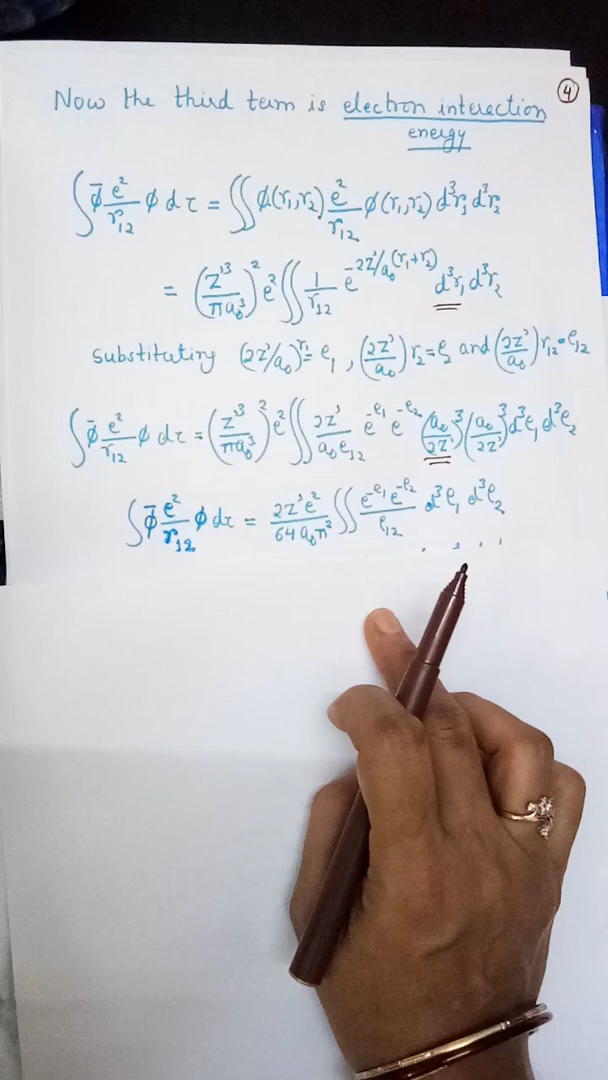 Now the third term is electron interaction
④
energy
∫ϕ̄ e²/r₁₂ ϕ dτ = ∬ϕ(r₁,r₂) e²/r₁₂ ϕ(r₁,r₂) d³r₁ d³r₂
= (Z'³/πa₀³)² e² ∬ 1/r₁₂ e^(-2Z'/a₀(r₁+r₂)) d³r₁ d³r₂
substituting (2Z'/a₀)r₁ = ρ₁, (2Z'/a₀)r₂ = ρ₂ and (2Z'/a₀)r₁₂ = ρ₁₂
∫ϕ̄ e²/r₁₂ ϕ dτ = (Z'³/πa₀³)² e² ∬ 2Z'/a₀ρ₁₂ e^(-ρ₁) e^(-ρ₂) (a₀/2Z')³ (a₀/2Z')³ d³ρ₁ d³ρ₂
∫ϕ̄ e²/r₁₂ ϕ dτ = 2Z'e²/64a₀π² ∬ e^(-ρ₁) e^(-ρ₂)/ρ₁₂ d³ρ₁ d³ρ₂